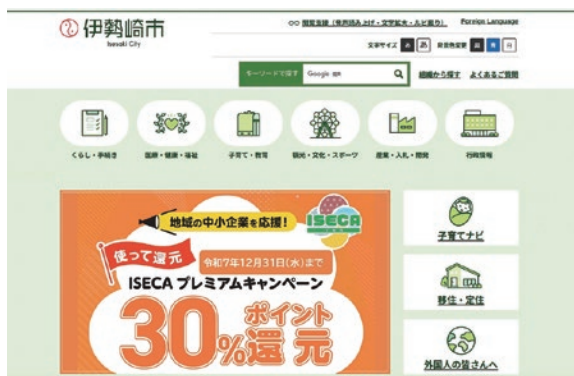 伊勢崎市
Isesaki City
閲覧支援（音声読み上げ・文字拡大・ルビ振り）
Foreign Language
文字サイズ
あ
あ
背景色変更
白
キーワードで探す
Google 提供
組織から探す
よくあるご質問
くらし・手続き
医療・健康・福祉
子育て・教育
観光・文化・スポーツ
産業・入札・開発
行政情報
地域の中小企業を応援！
ISECA
使って還元
令和7年12月31日(水)まで
ISECA プレミアムキャンペーン
30%
ポイント
還元
子育てナビ
移住・定住
外国人の皆さんへ